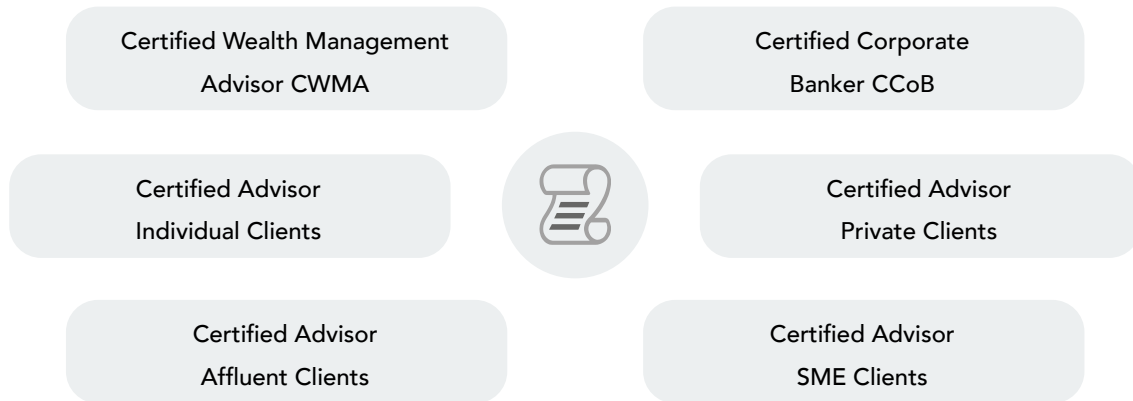 Certified Wealth Management
Advisor CWMA
Certified Corporate
Banker CCoB
Certified Advisor
Individual Clients
Certified Advisor
Private Clients
Certified Advisor
Affluent Clients
Certified Advisor
SME Clients